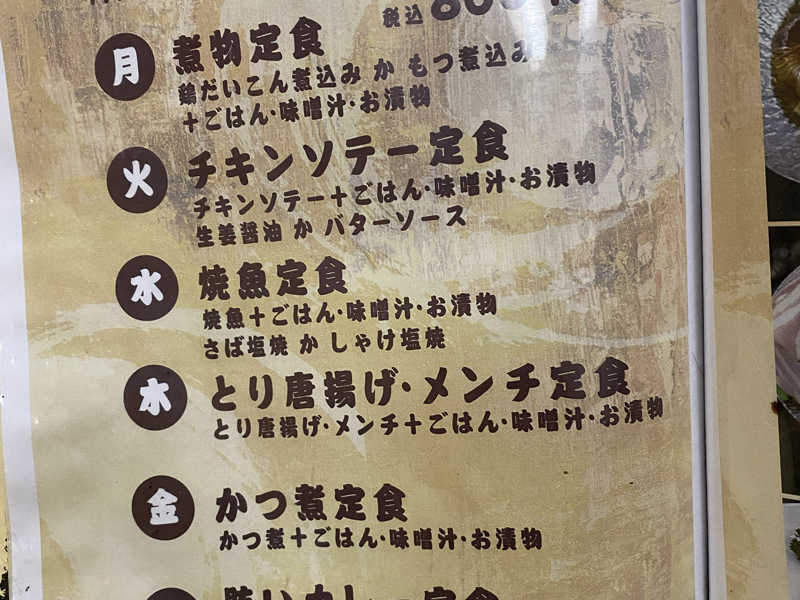 税込
月 煮物定食
鶏だいこん煮込み か もつ煮込み
+ごはん・味噌汁・お漬物
火 チキンソテー定食
チキンソテー+ごはん・味噌汁・お漬物
生姜醤油 か バターソース
水 焼魚定食
焼魚+ごはん・味噌汁・お漬物
さば塩焼 か しゃけ塩焼
木 とり唐揚げ・メンチ定食
とり唐揚げ・メンチ+ごはん・味噌汁・お漬物
金 かつ煮定食
かつ煮+ごはん・味噌汁・お漬物